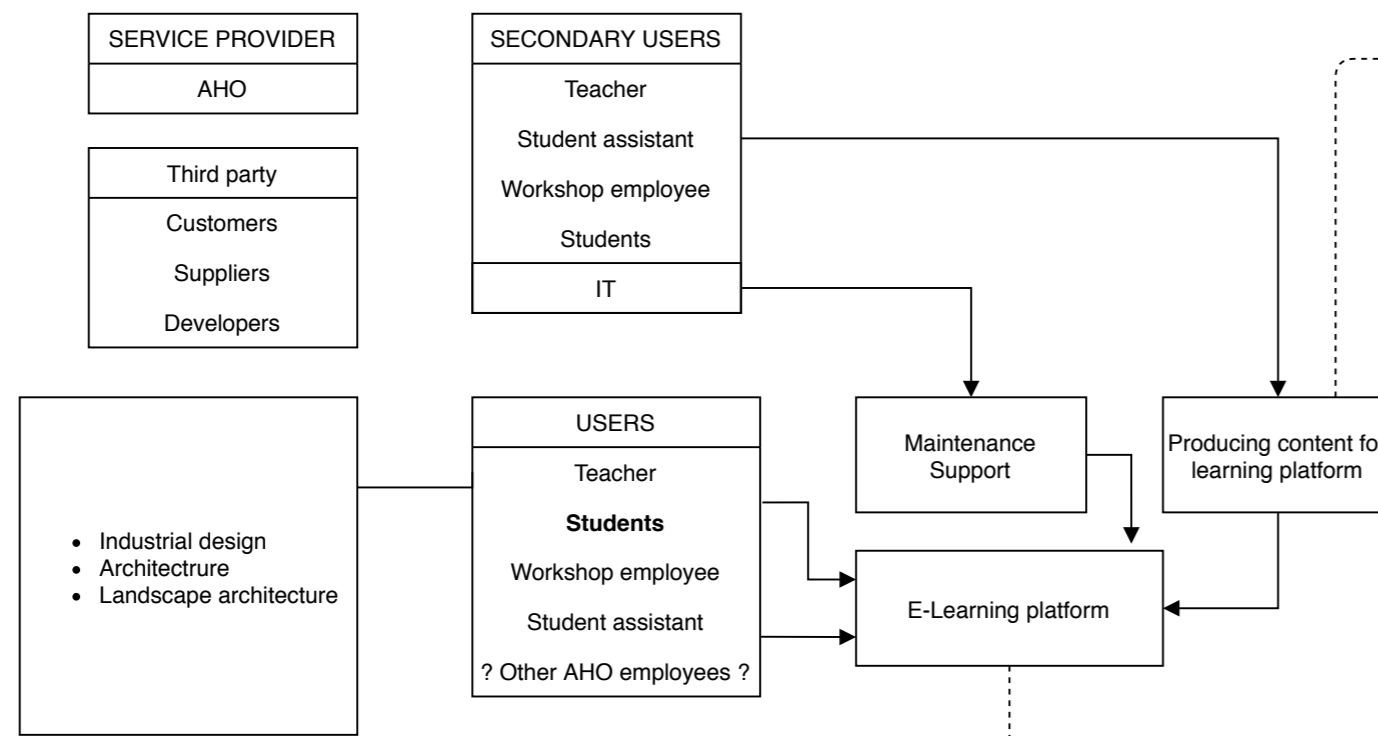 SERVICE PROVIDER
AHO
Third party
Customers
Suppliers
Developers
SECONDARY USERS
Teacher
Student assistant
Workshop employee
Students
IT
• Industrial design
• Architectrure
• Landscape architecture
USERS
Teacher
Students
Workshop employee
Student assistant
? Other AHO employees ?
Maintenance
Support
Producing content fo
learning platform
E-Learning platform